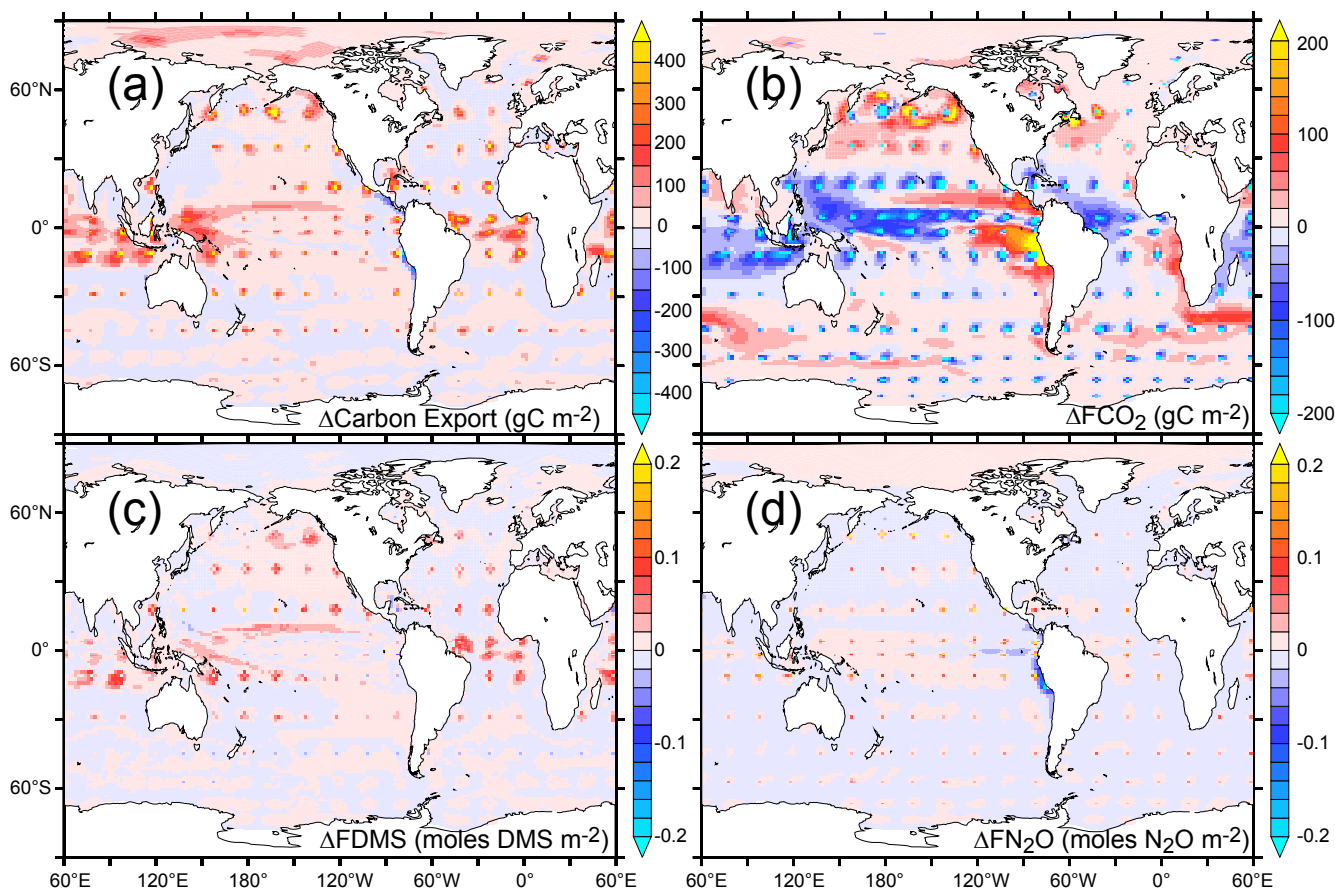 (a)
60°N
0°
60°S
400
300
200
100
0
-100
-200
-300
-400
ΔCarbon Export (gC m-2)
(b)
200
100
0
-100
-200
ΔFCO2 (gC m-2)
(c)
60°N
0°
60°S
0.2
0.1
0
-0.1
-0.2
ΔFDMS (moles DMS m-2)
(d)
0.2
0.1
0
-0.1
-0.2
ΔFN2O (moles N2O m-2)
60°E 120°E 180° 120°W 60°W 0° 60°E
60°E 120°E 180° 120°W 60°W 0° 60°E